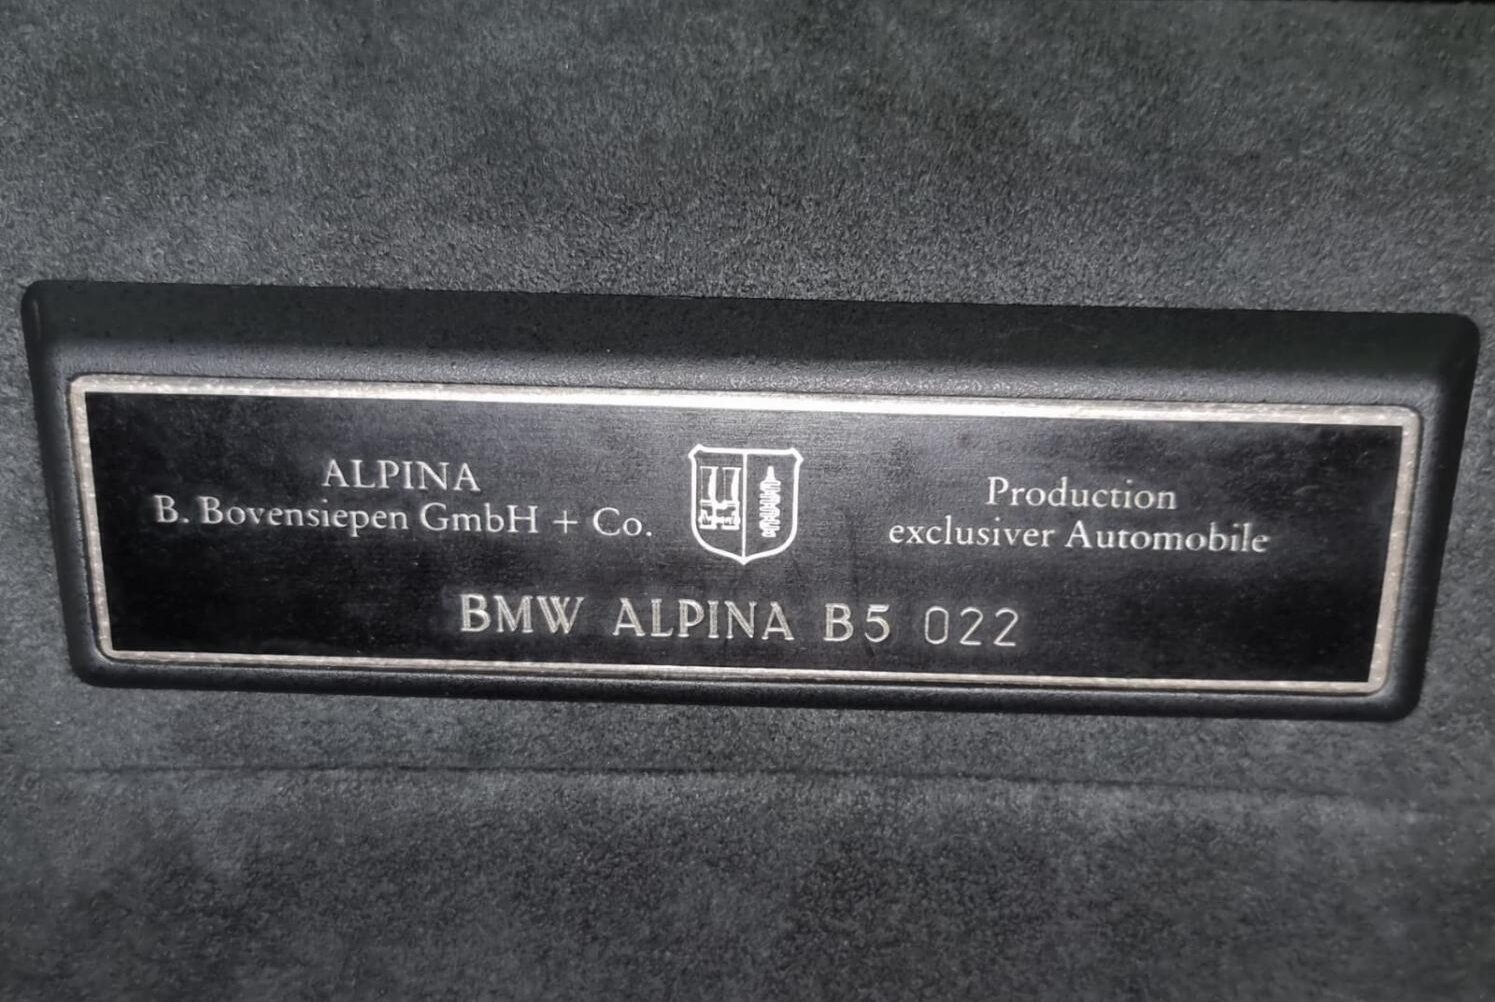 ALPINA
B. Bovensiepen GmbH + Co.
Production
exclusiver Automobile
BMW ALPINA B5 022